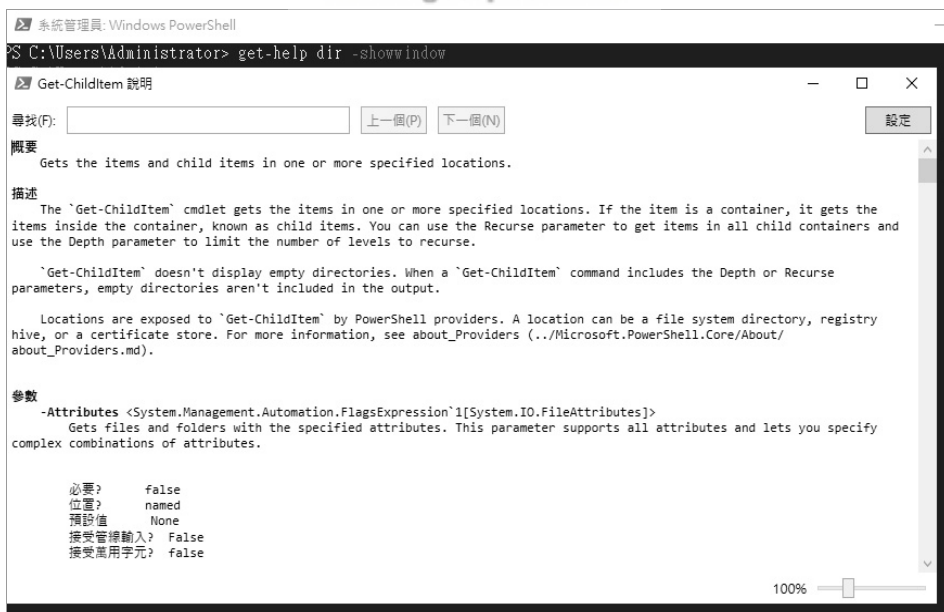 系統管理員: Windows PowerShell
PS C:\Users\Administrator> get-help dir -showwindow
Get-ChildItem 說明
尋找(F): 上一個(P) 下一個(N) 設定
概要
Gets the items and child items in one or more specified locations.
描述
The `Get-ChildItem` cmdlet gets the items in one or more specified locations. If the item is a container, it gets the
items inside the container, known as child items. You can use the Recurse parameter to get items in all child containers and
use the Depth parameter to limit the number of levels to recurse.
`Get-ChildItem` doesn't display empty directories. When a `Get-ChildItem` command includes the Depth or Recurse
parameters, empty directories aren't included in the output.
Locations are exposed to `Get-ChildItem` by PowerShell providers. A location can be a file system directory, registry
hive, or a certificate store. For more information, see about_Providers (../Microsoft.PowerShell.Core/About/
about_Providers.md).
參數
-Attributes <System.Management.Automation.FlagsExpression`1[System.IO.FileAttributes]>
Gets files and folders with the specified attributes. This parameter supports all attributes and lets you specify
complex combinations of attributes.
必要? false
位置? named
預設值 None
接受管線輸入? False
接受萬用字元? false
100%